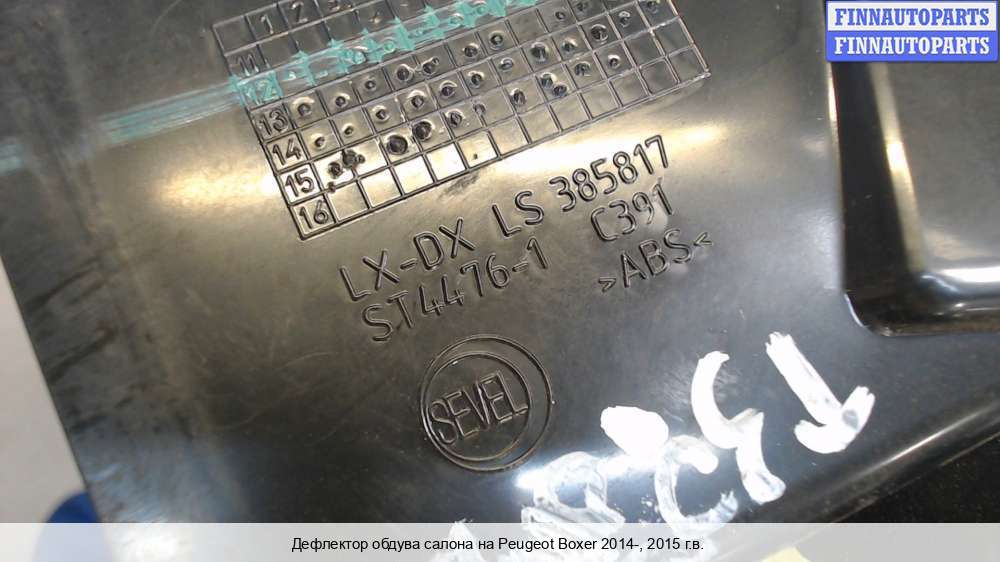 FINNAUTOPARTS
FINNAUTOPARTS
1
11
12
13
14
15
16
LX-DX LS 385817
ST4476-1 C391
>ABS<
SEVEL
Дефлектор обдува салона на Peugeot Boxer 2014-, 2015 г.в.